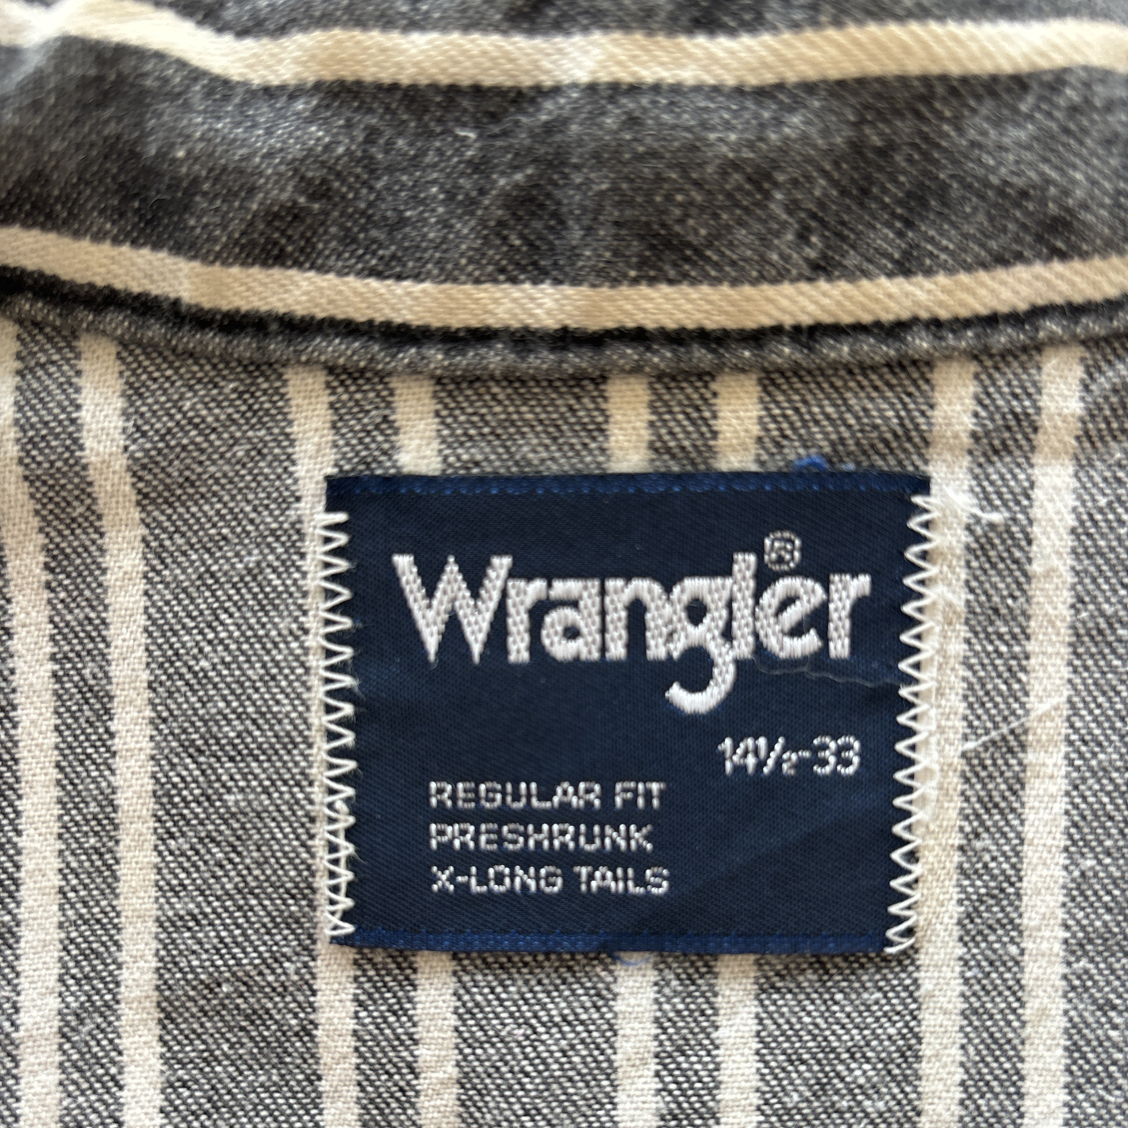 Wrangler®
14½-33
REGULAR FIT
PRESHRUNK
X-LONG TAILS